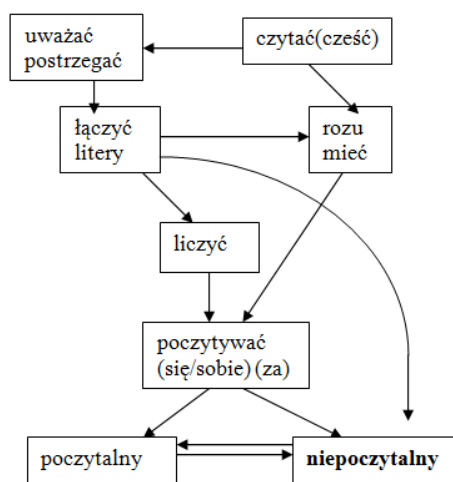 uważać
postrzegać
czytać(cześć)
łączyć
litery
rozu
mieć
liczyć
poczytywać
(się/sobie)(za)
poczytalny
niepoczytalny